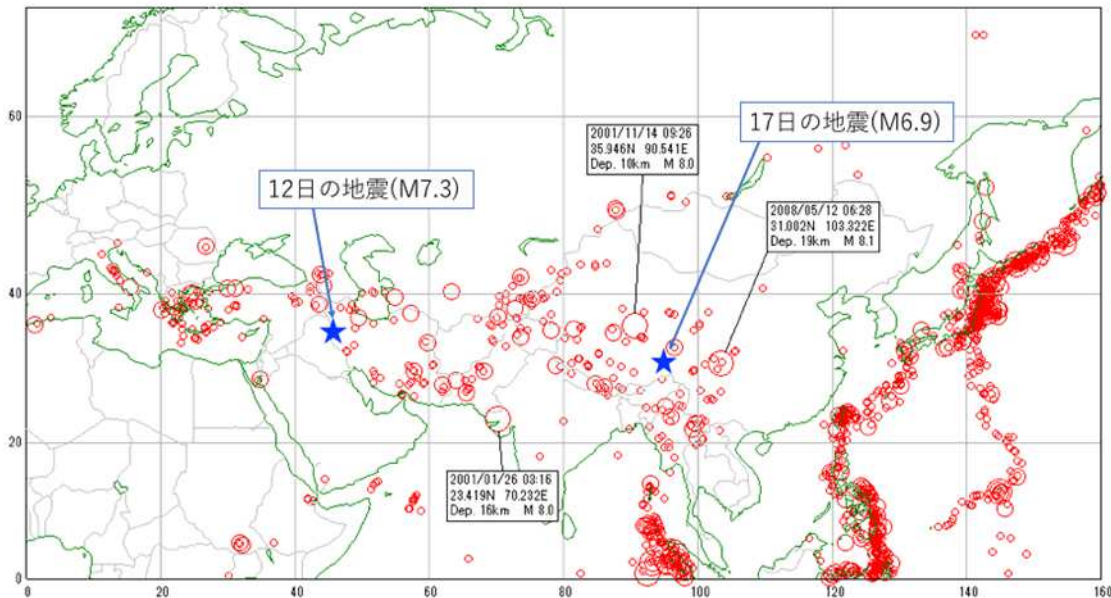 17日の地震(M6.9)
2001/11/14 09:26
35.946N 90.541E
Dep. 10km M 8.0
12日の地震(M7.3)
2008/05/12 06:28
31.002N 103.322E
Dep. 19km M 8.1
2001/01/26 03:16
23.419N 70.232E
Dep. 16km M 8.0
60
40
20
0
0 20 40 60 80 100 120 140 160